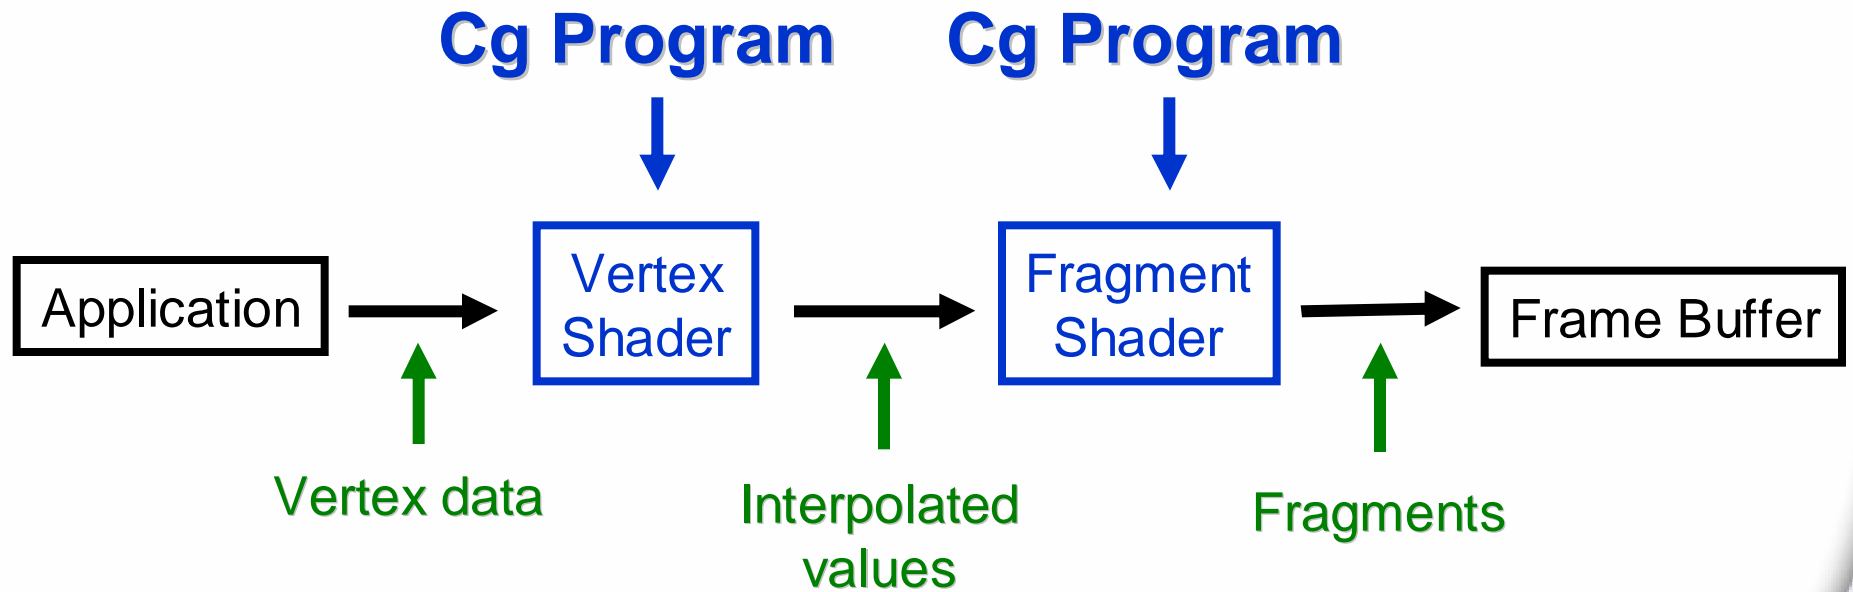 Cg Program
Cg Program
Application
Vertex
Shader
Fragment
Shader
Frame Buffer
Vertex data
Interpolated
values
Fragments